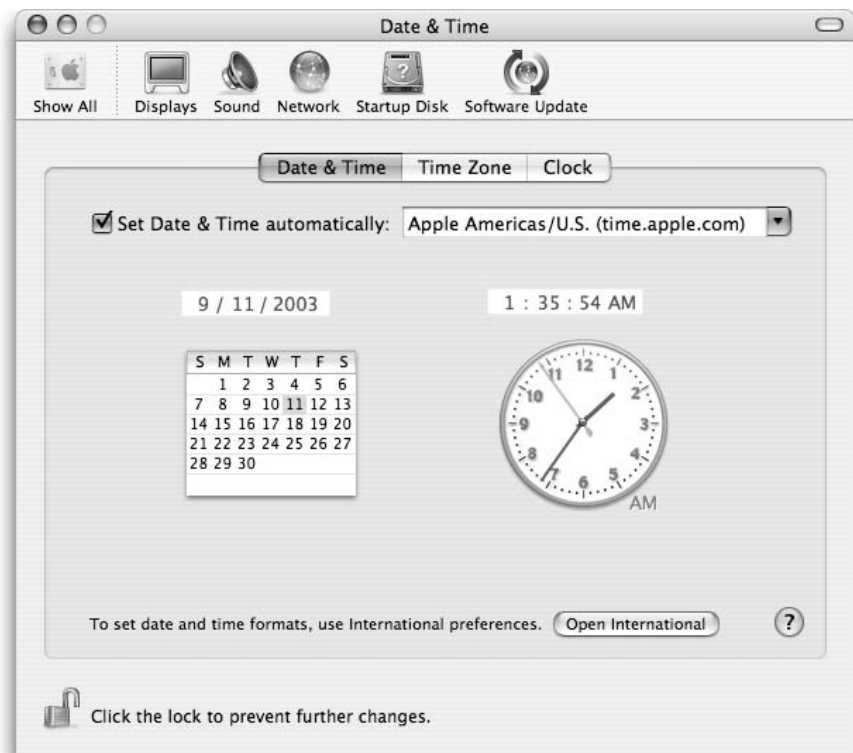 Date & Time
Show All Displays Sound Network Startup Disk Software Update
Date & Time Time Zone Clock
Set Date & Time automatically: Apple Americas/U.S. (time.apple.com)
9 / 11 / 2003 1 : 35 : 54 AM
S M T W T F S
1 2 3 4 5 6
7 8 9 10 11 12 13
14 15 16 17 18 19 20
21 22 23 24 25 26 27
28 29 30
12
1
2
3
4
5
6
7
8
9
10
11
AM
To set date and time formats, use International preferences. Open International ?
Click the lock to prevent further changes.